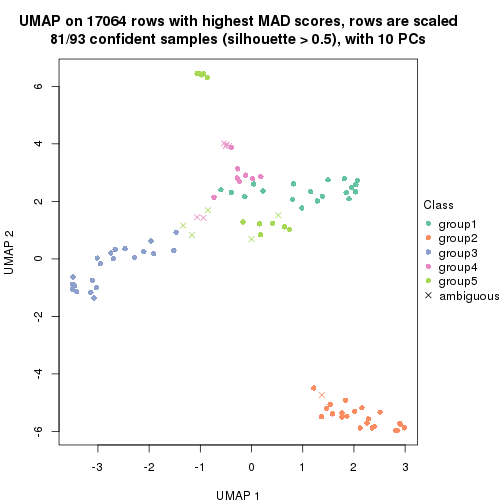 UMAP on 17064 rows with highest MAD scores, rows are scaled
81/93 confident samples (silhouette > 0.5), with 10 PCs
6
4
2
0
-2
-4
-6
UMAP 2
-3
-2
-1
0
1
2
3
UMAP 1
Class
group1
group2
group3
group4
group5
ambiguous